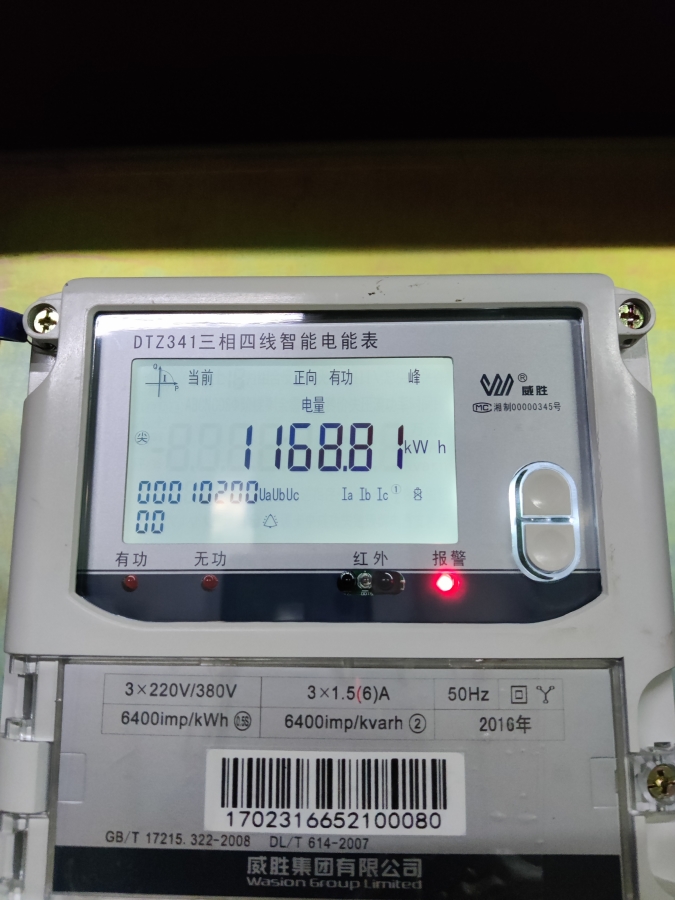 DTZ341三相四线智能电能表
当前 正向 有功 峰
电量
尖 1168.81 kWh
00010200 UaUbUc Ia Ib Ic ①
00
威胜®
MC 湘制00000345号
有功 无功 红外 报警
3×220V/380V 3×1.5(6)A 50Hz
6400imp/kWh 0.5S 6400imp/kvarh ② 2016年
1702316652100080
GB/T 17215.322-2008 DL/T 614-2007
威胜集团有限公司
Wasion Group Limited